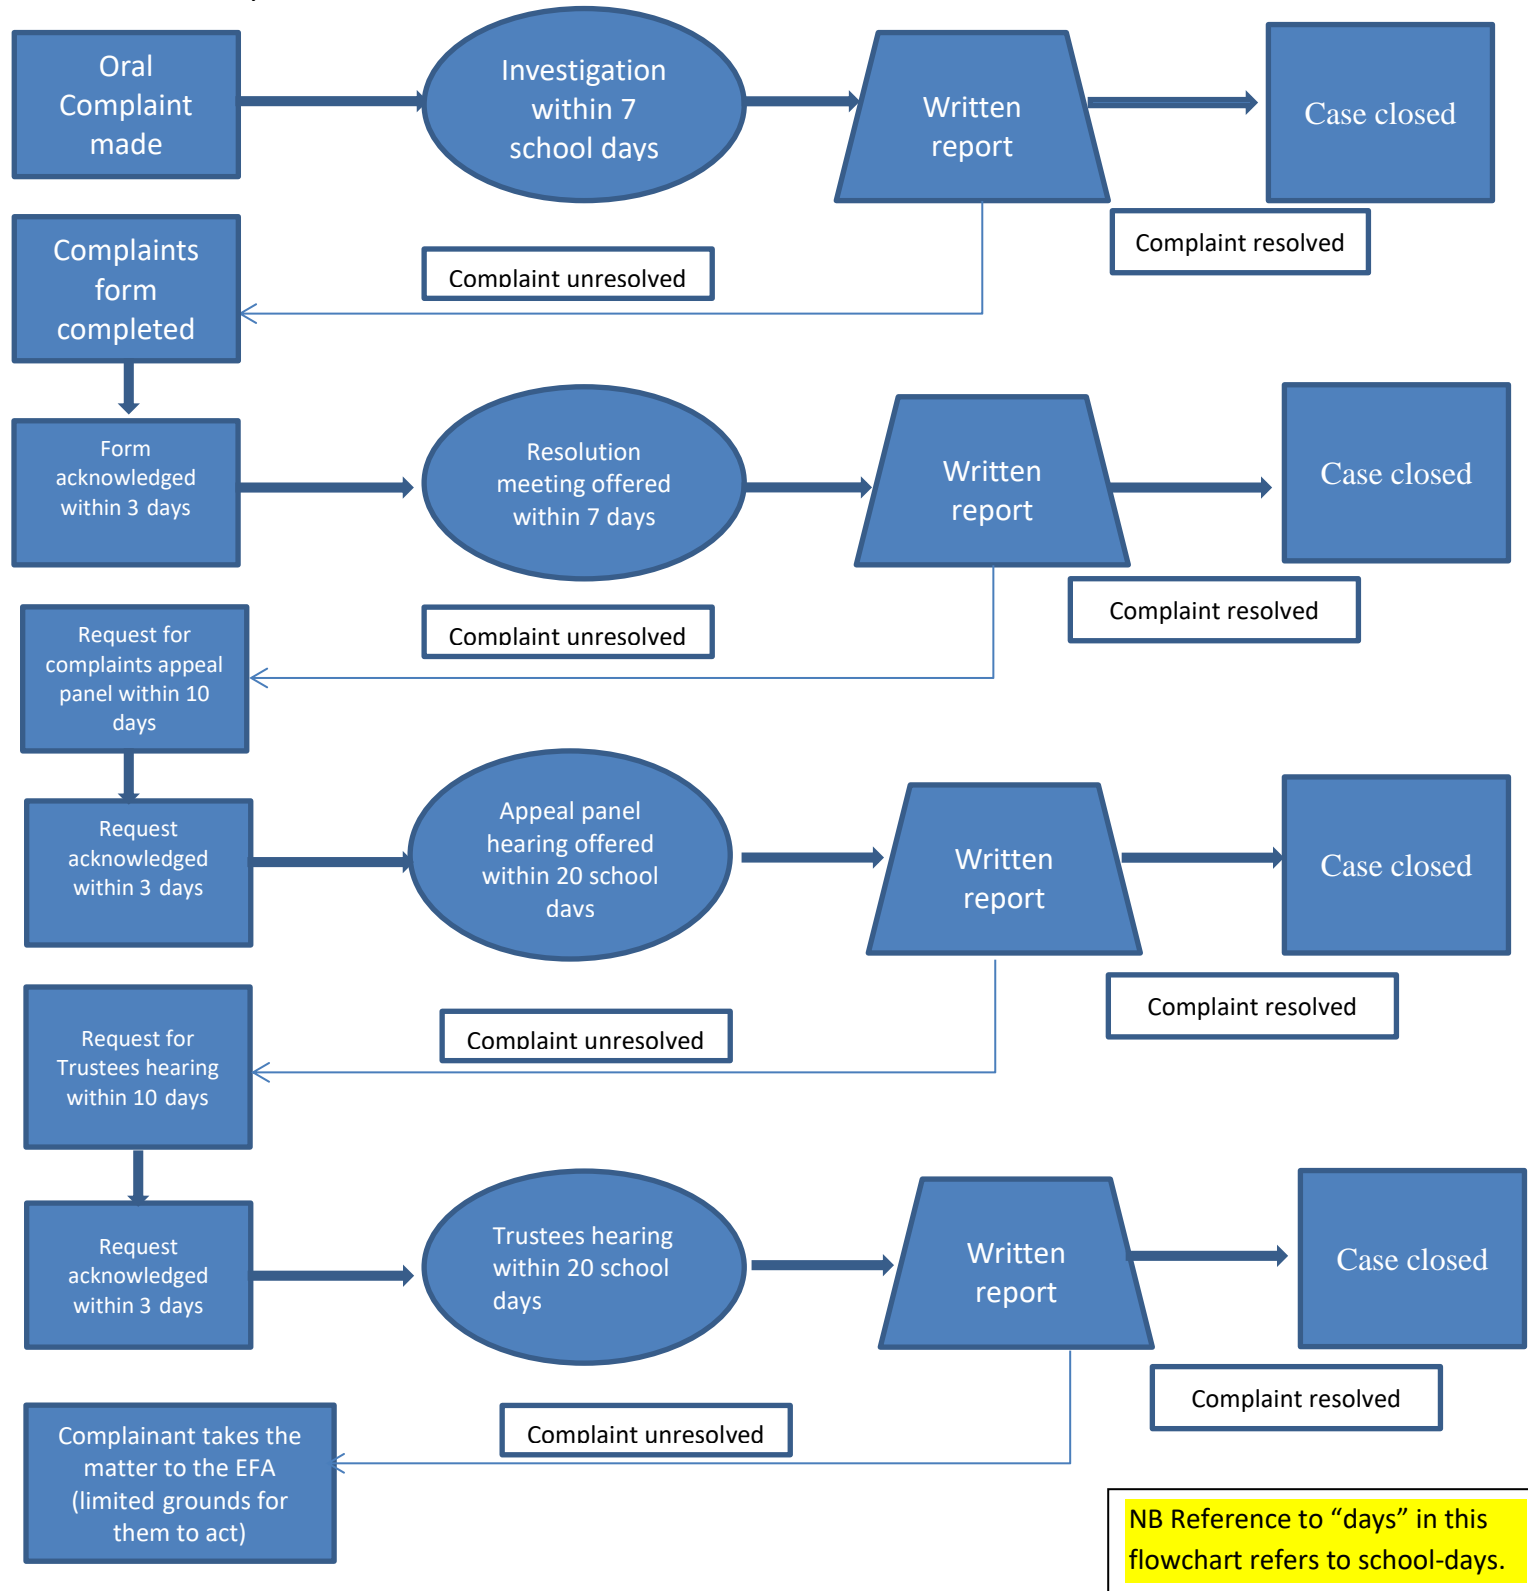 Oral
Complaint
made
Investigation
within 7
school days
Written
report
Case closed
Complaint resolved
Complaints
form
completed
Complaint unresolved
Form
acknowledged
within 3 days
Resolution
meeting offered
within 7 days
Written
report
Case closed
Complaint resolved
Request for
complaints appeal
panel within 10
days
Complaint unresolved
Request
acknowledged
within 3 days
Appeal panel
hearing offered
within 20 school
days
Written
report
Case closed
Complaint resolved
Request for
Trustees hearing
within 10 days
Complaint unresolved
Request
acknowledged
within 3 days
Trustees hearing
within 20 school
days
Written
report
Case closed
Complaint resolved
Complainant takes the
matter to the EFA
(limited grounds for
them to act)
Complaint unresolved
NB Reference to “days” in this
flowchart refers to school-days.